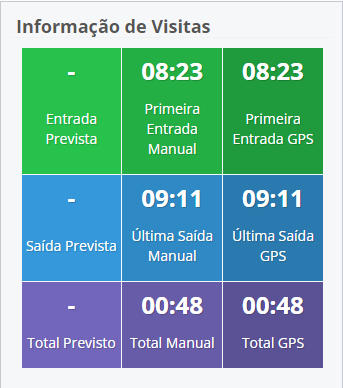 Informação de Visitas
- 08:23 08:23
Entrada Prevista
Primeira Entrada Manual
Primeira Entrada GPS
- 09:11 09:11
Saída Prevista
Última Saída Manual
Última Saída GPS
- 00:48 00:48
Total Previsto Total Manual Total GPS